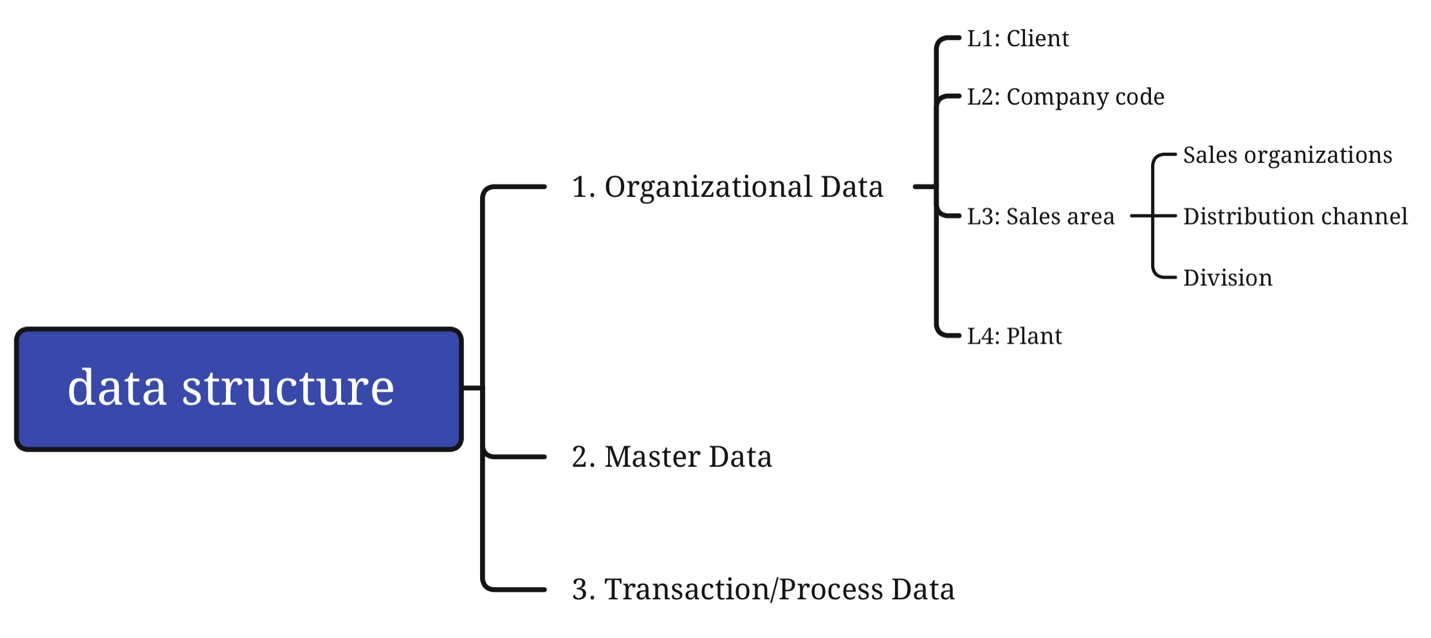 data structure
1. Organizational Data
L1: Client
L2: Company code
L3: Sales area
Sales organizations
Distribution channel
Division
L4: Plant
2. Master Data
3. Transaction/Process Data